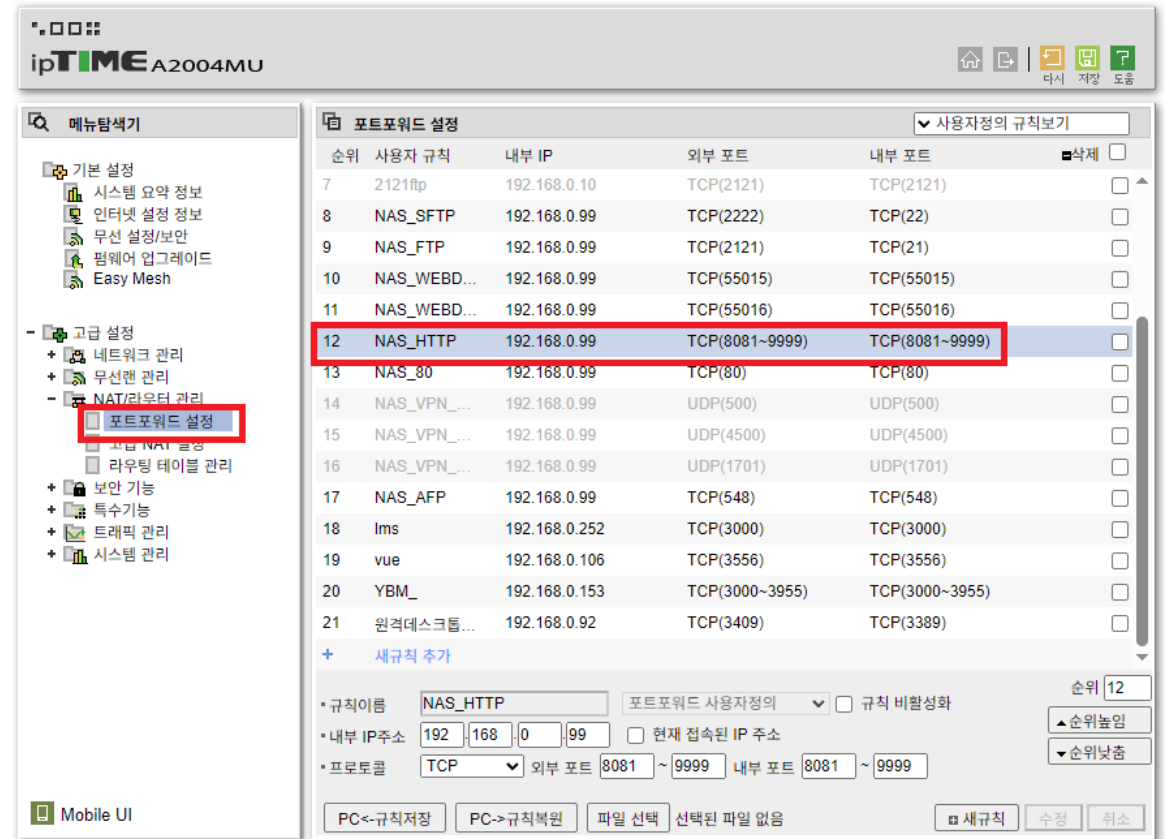 ipTIME A2004MU
다시 저장 도움
메뉴탐색기
기본 설정
시스템 요약 정보
인터넷 설정 정보
무선 설정/보안
펌웨어 업그레이드
Easy Mesh
고급 설정
네트워크 관리
무선랜 관리
NAT/라우터 관리
포트포워드 설정
고급 NAT 설정
라우팅 테이블 관리
보안 기능
특수기능
트래픽 관리
시스템 관리
Mobile UI
포트포워드 설정 사용자정의 규칙보기
순위 사용자 규칙 내부 IP 외부 포트 내부 포트 삭제
7 2121ftp 192.168.0.10 TCP(2121) TCP(2121)
8 NAS_SFTP 192.168.0.99 TCP(2222) TCP(22)
9 NAS_FTP 192.168.0.99 TCP(2121) TCP(21)
10 NAS_WEBD... 192.168.0.99 TCP(55015) TCP(55015)
11 NAS_WEBD... 192.168.0.99 TCP(55016) TCP(55016)
12 NAS_HTTP 192.168.0.99 TCP(8081~9999) TCP(8081~9999)
13 NAS_80 192.168.0.99 TCP(80) TCP(80)
14 NAS_VPN_... 192.168.0.99 UDP(500) UDP(500)
15 NAS_VPN_... 192.168.0.99 UDP(4500) UDP(4500)
16 NAS_VPN_... 192.168.0.99 UDP(1701) UDP(1701)
17 NAS_AFP 192.168.0.99 TCP(548) TCP(548)
18 lms 192.168.0.252 TCP(3000) TCP(3000)
19 vue 192.168.0.106 TCP(3556) TCP(3556)
20 YBM_ 192.168.0.153 TCP(3000~3955) TCP(3000~3955)
21 원격데스크톱... 192.168.0.92 TCP(3409) TCP(3389)
+ 새규칙 추가
순위 12
규칙이름 NAS_HTTP 포트포워드 사용자정의 규칙 비활성화
순위높임
내부 IP주소 192 . 168 . 0 . 99 현재 접속된 IP 주소
순위낮춤
프로토콜 TCP 외부 포트 8081 ~ 9999 내부 포트 8081 ~ 9999
PC<-규칙저장 PC->규칙복원 파일 선택 선택된 파일 없음 새규칙 수정 취소